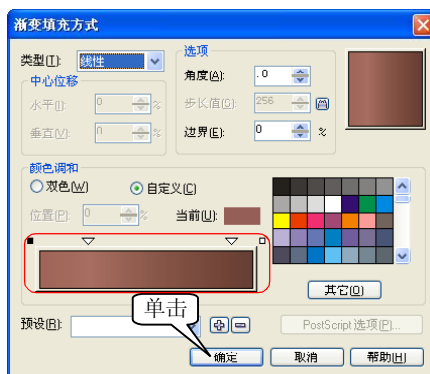 渐变填充方式
类型(T): 线性
中心位移
水平(I): 0 %
垂直(V): 0 %
选项
角度(A): .0
步长值(S): 256
边界(E): 0 %
颜色调和
双色(W) 自定义(C)
位置(P): 0 % 当前(U):
其它(O)
预设(R):
单击
PostScript 选项(P)...
确定 取消 帮助(H)